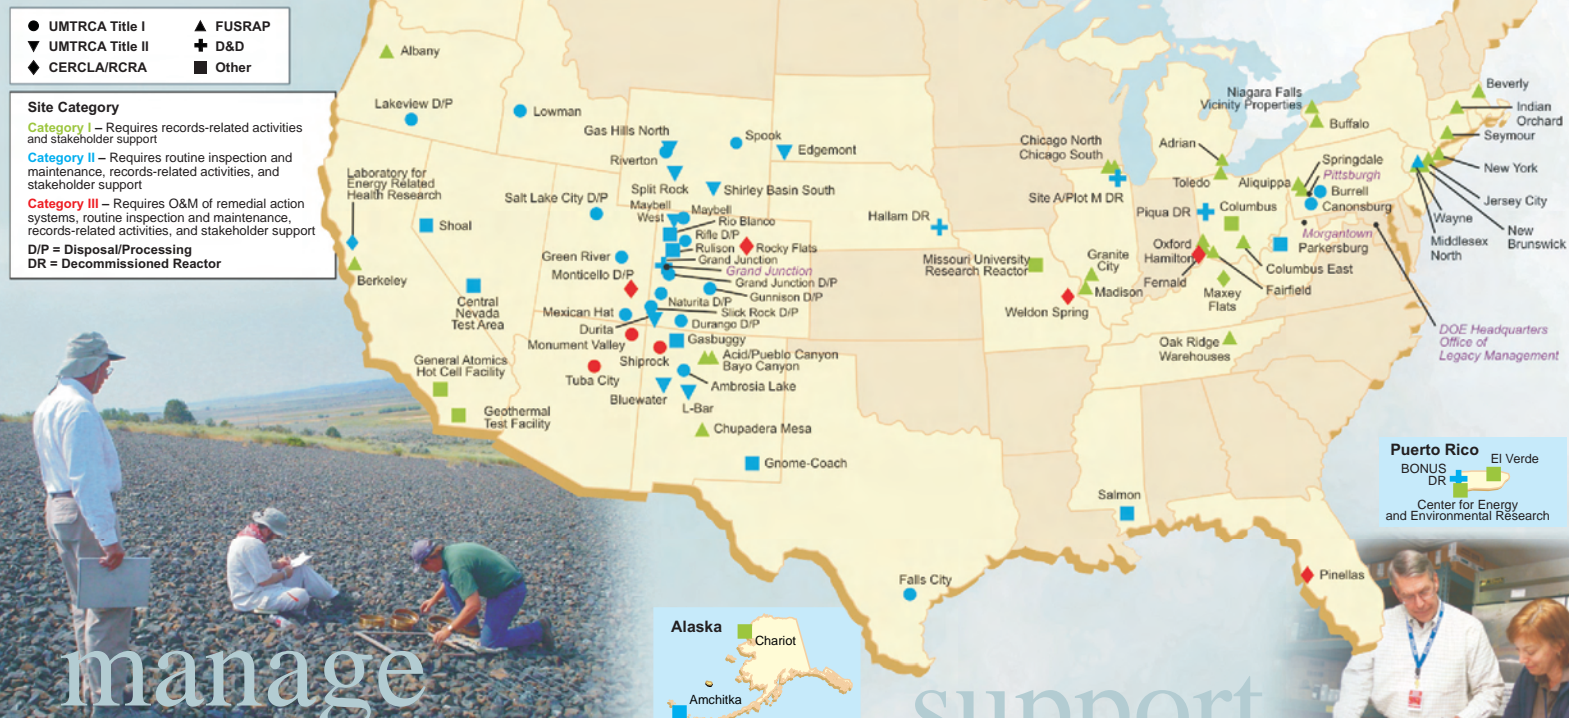 UMTRCA Title I
UMTRCA Title II
CERCLA/RCRA
FUSRAP
D&D
Other
Site Category
Category I – Requires records-related activities
and stakeholder support
Category II – Requires routine inspection and
maintenance, records-related activities, and
stakeholder support
Category III – Requires O&M of remedial action
systems, routine inspection and maintenance,
records-related activities, and stakeholder support
D/P = Disposal/Processing
DR = Decommissioned Reactor
Albany
Lakeview D/P
Lowman
Gas Hills North
Spook
Riverton
Edgemont
Laboratory for
Energy Related
Health Research
Split Rock
Shirley Basin South
Salt Lake City D/P
Maybell
West
Maybell
Rio Blanco
Shoal
Rifle D/P
Rulison
Rocky Flats
Green River
Grand Junction
Grand Junction
Monticello D/P
Grand Junction D/P
Berkeley
Gunnison D/P
Central
Nevada
Test Area
Naturita D/P
Mexican Hat
Slick Rock D/P
Durita
Durango D/P
Monument Valley
Gasbuggy
General Atomics
Hot Cell Facility
Shiprock
Acid/Pueblo Canyon
Bayo Canyon
Tuba City
Ambrosia Lake
Bluewater
L-Bar
Geothermal
Test Facility
Chupadera Mesa
Gnome-Coach
Hallam DR
Missouri University
Research Reactor
Chicago North
Chicago South
Site A/Plot M DR
Granite
City
Madison
Weldon Spring
Adrian
Toledo
Piqua DR
Columbus
Oxford
Hamilton
Fernald
Columbus East
Fairfield
Maxey
Flats
Oak Ridge
Warehouses
Niagara Falls
Vicinity Properties
Buffalo
Springdale
Pittsburgh
Aliquippa
Burrell
Canonsburg
Morgantown
Parkersburg
Beverly
Indian
Orchard
Seymour
New York
Jersey City
Wayne
New
Brunswick
Middlesex
North
DOE Headquarters
Office of
Legacy Management
Salmon
Pinellas
Falls City
Puerto Rico
El Verde
BONUS
DR
Center for Energy
and Environmental Research
Alaska
Chariot
Amchitka
manage
support